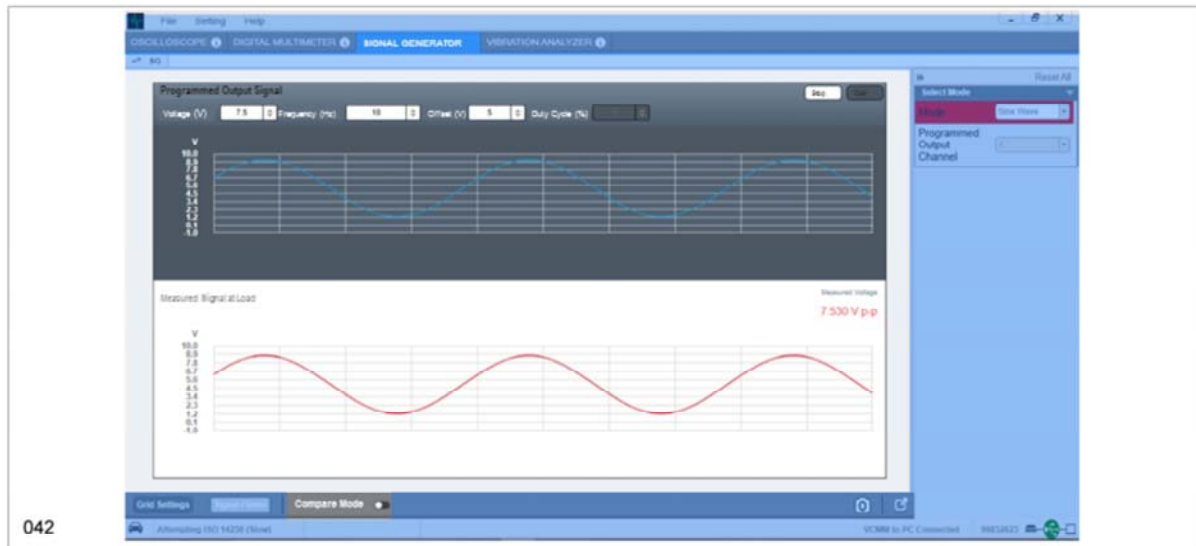 File Setting Help
OSCILLOSCOPE DIGITAL MULTIMETER SIGNAL GENERATOR VIBRATION ANALYZER
SG
Reset All
Programmed Output Signal
Stop
Select Mode
Voltage (V) 7.5 Frequency (Hz) 10 Offset (V) 5 Duty Cycle (%)
Mode Sine Wave
Programmed
Output
Channel
V
10.0
8.9
7.8
6.7
5.6
4.5
3.4
2.3
1.2
0.1
-1.0
Measured Signal at Load
Measured Voltage
7.530 V p-p
V
10.0
8.9
7.8
6.7
5.6
4.5
3.4
2.3
1.2
0.1
-1.0
Grid Settings Compare Mode
042
Attempting ISO 14230 (Slow) VCMM to PC Connected